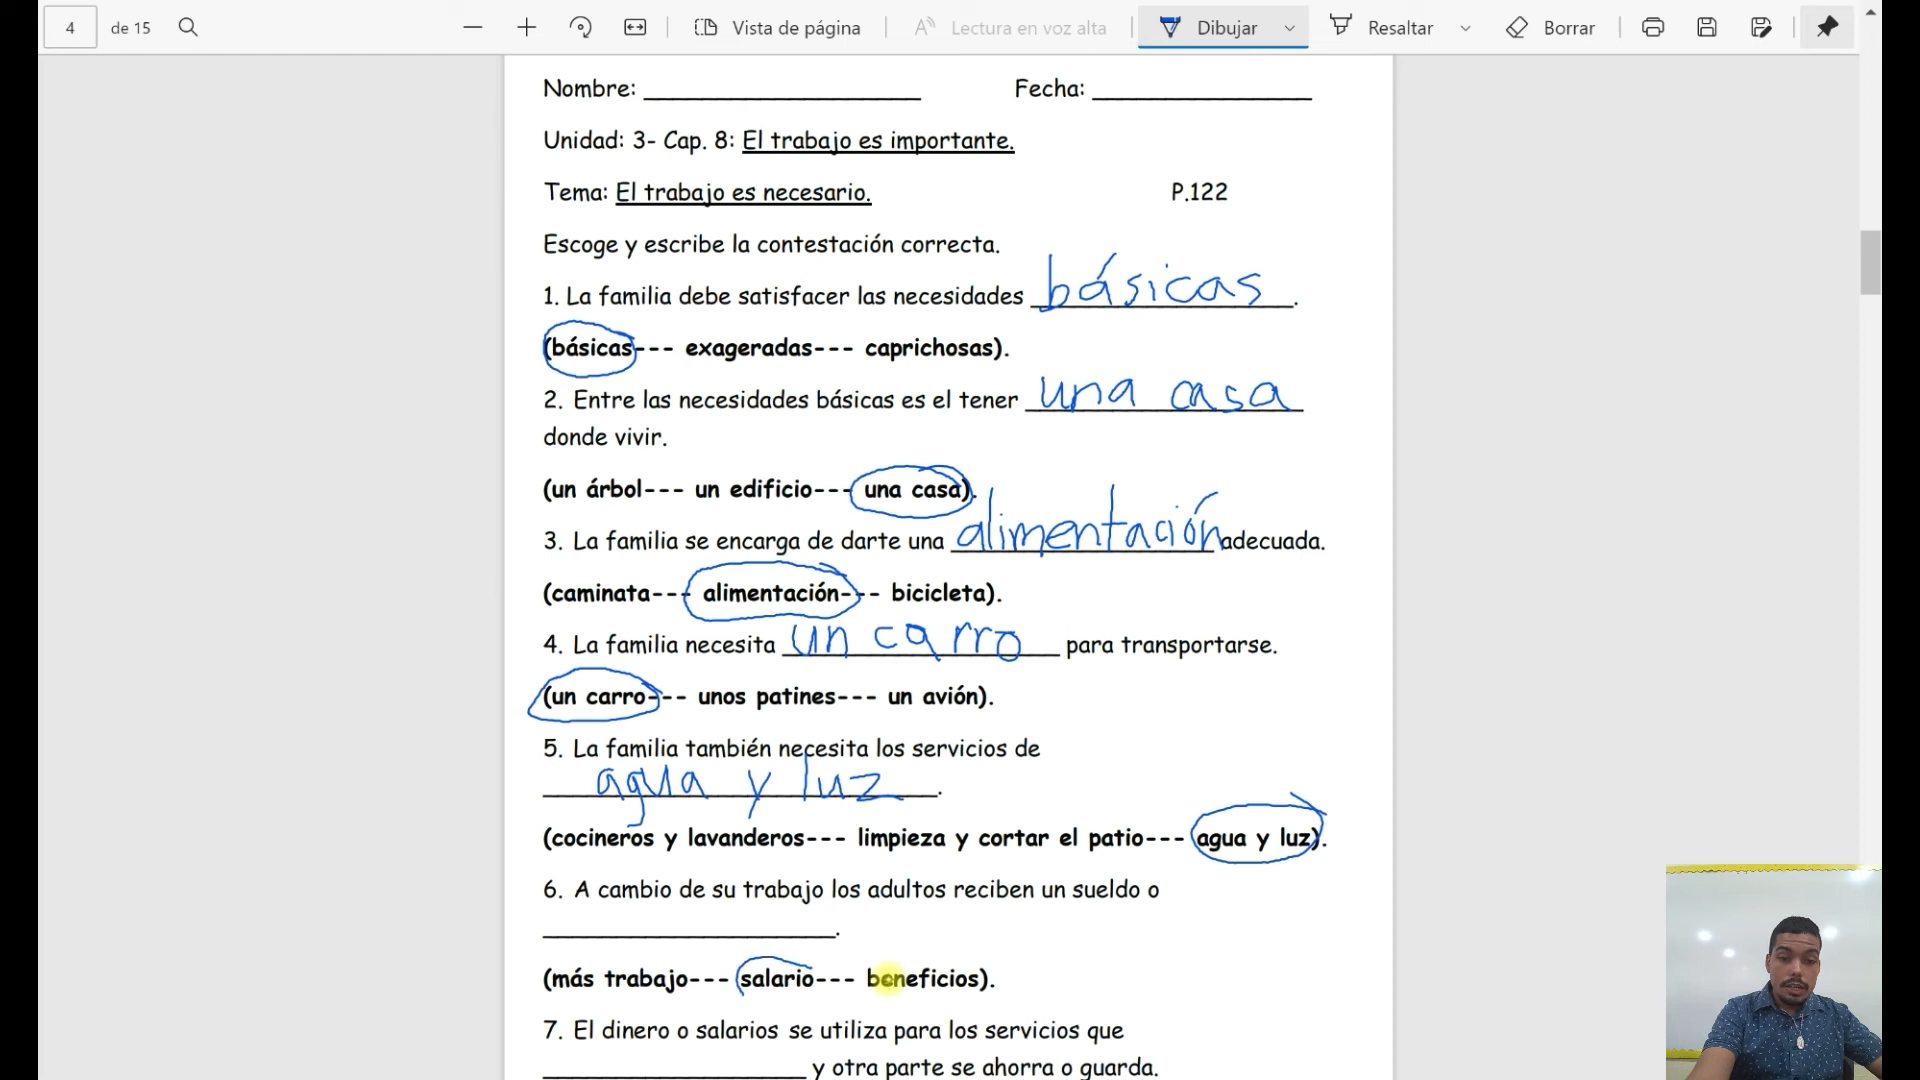 4 de 15 Vista de página Lectura en voz alta Dibujar Resaltar Borrar
Nombre: ____________________ Fecha: ________________
Unidad: 3- Cap. 8: El trabajo es importante.
Tema: El trabajo es necesario. P.122
Escoge y escribe la contestación correcta.
1. La familia debe satisfacer las necesidades básicas.
(básicas--- exageradas--- caprichosas).
2. Entre las necesidades básicas es el tener una casa
donde vivir.
(un árbol--- un edificio--- una casa).
3. La familia se encarga de darte una alimentación adecuada.
(caminata--- alimentación--- bicicleta).
4. La familia necesita un carro para transportarse.
(un carro--- unos patines--- un avión).
5. La familia también necesita los servicios de
agua y luz.
(cocineros y lavanderos--- limpieza y cortar el patio--- agua y luz).
6. A cambio de su trabajo los adultos reciben un sueldo o
_____________________.
(más trabajo--- salario--- beneficios).
7. El dinero o salarios se utiliza para los servicios que
___________________ y otra parte se ahorra o guarda.